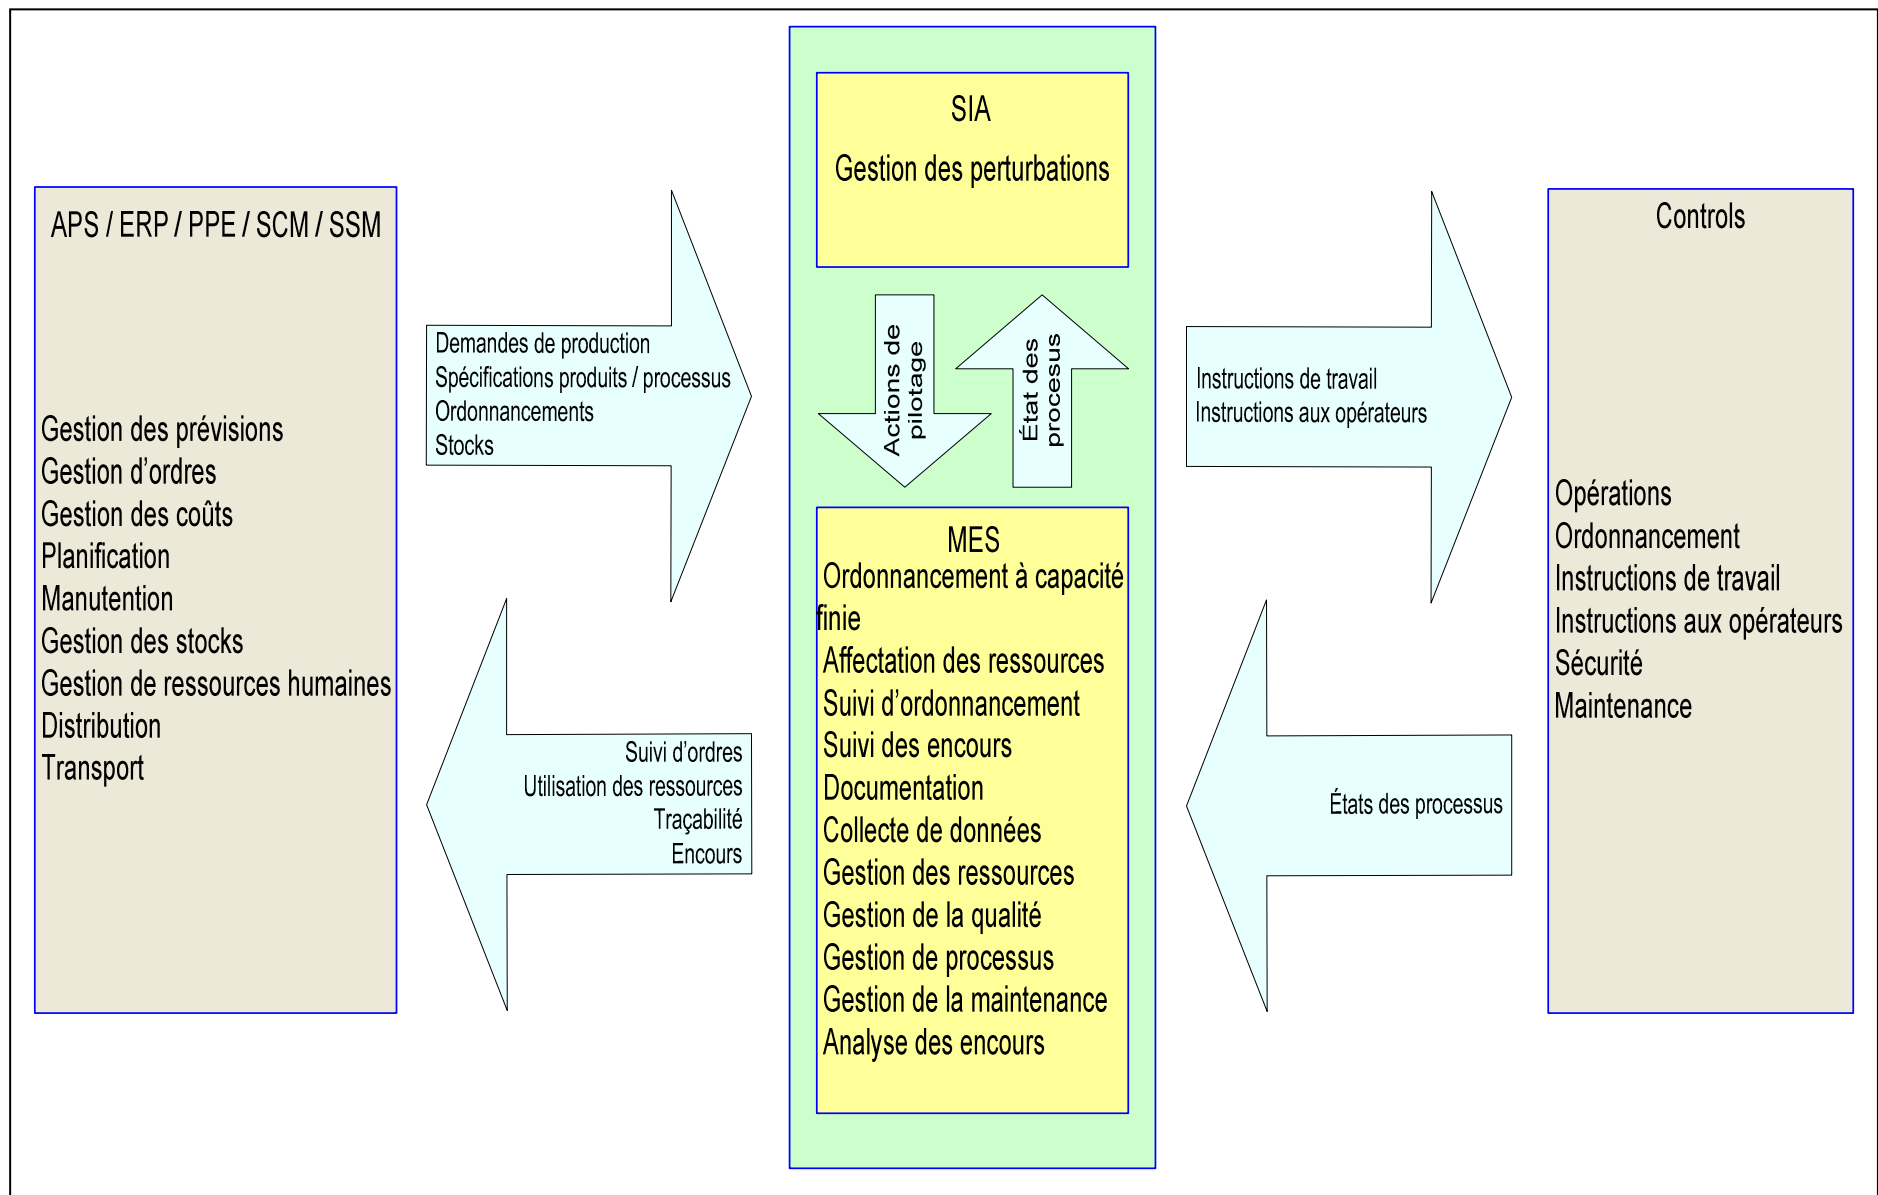 APS / ERP / PPE / SCM / SSM
Gestion des prévisions
Gestion d’ordres
Gestion des coûts
Planification
Manutention
Gestion des stocks
Gestion de ressources humaines
Distribution
Transport
Demandes de production
Spécifications produits / processus
Ordonnancements
Stocks
Suivi d’ordres
Utilisation des ressources
Traçabilité
Encours
SIA
Gestion des perturbations
Actions de
pilotage
État des
procesus
MES
Ordonnancement à capacité
finie
Affectation des ressources
Suivi d’ordonnancement
Suivi des encours
Documentation
Collecte de données
Gestion des ressources
Gestion de la qualité
Gestion de processus
Gestion de la maintenance
Analyse des encours
Instructions de travail
Instructions aux opérateurs
États des processus
Controls
Opérations
Ordonnancement
Instructions de travail
Instructions aux opérateurs
Sécurité
Maintenance